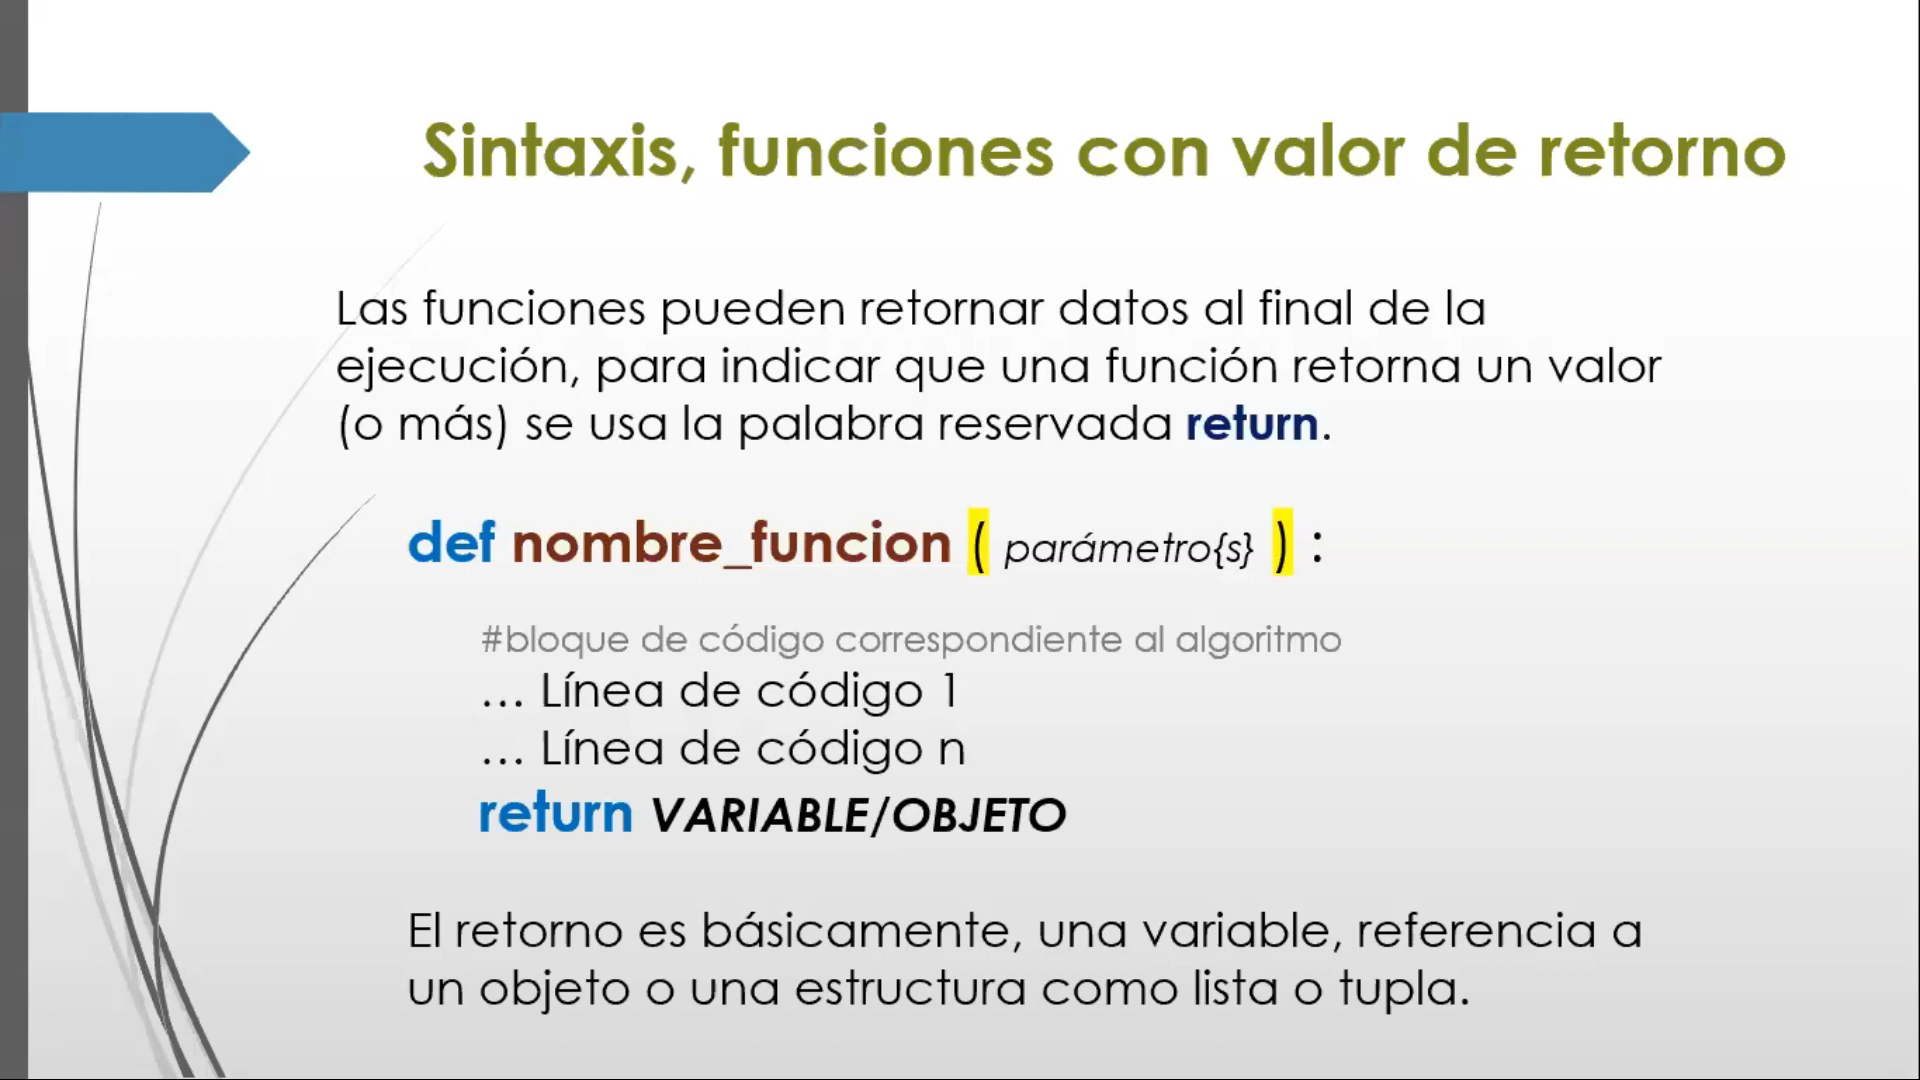 Sintaxis, funciones con valor de retorno
Las funciones pueden retornar datos al final de la
ejecución, para indicar que una función retorna un valor
(o más) se usa la palabra reservada return.
def nombre_funcion ( parámetro{s} ) :
#bloque de código correspondiente al algoritmo
… Línea de código 1
… Línea de código n
return VARIABLE/OBJETO
El retorno es básicamente, una variable, referencia a
un objeto o una estructura como lista o tupla.